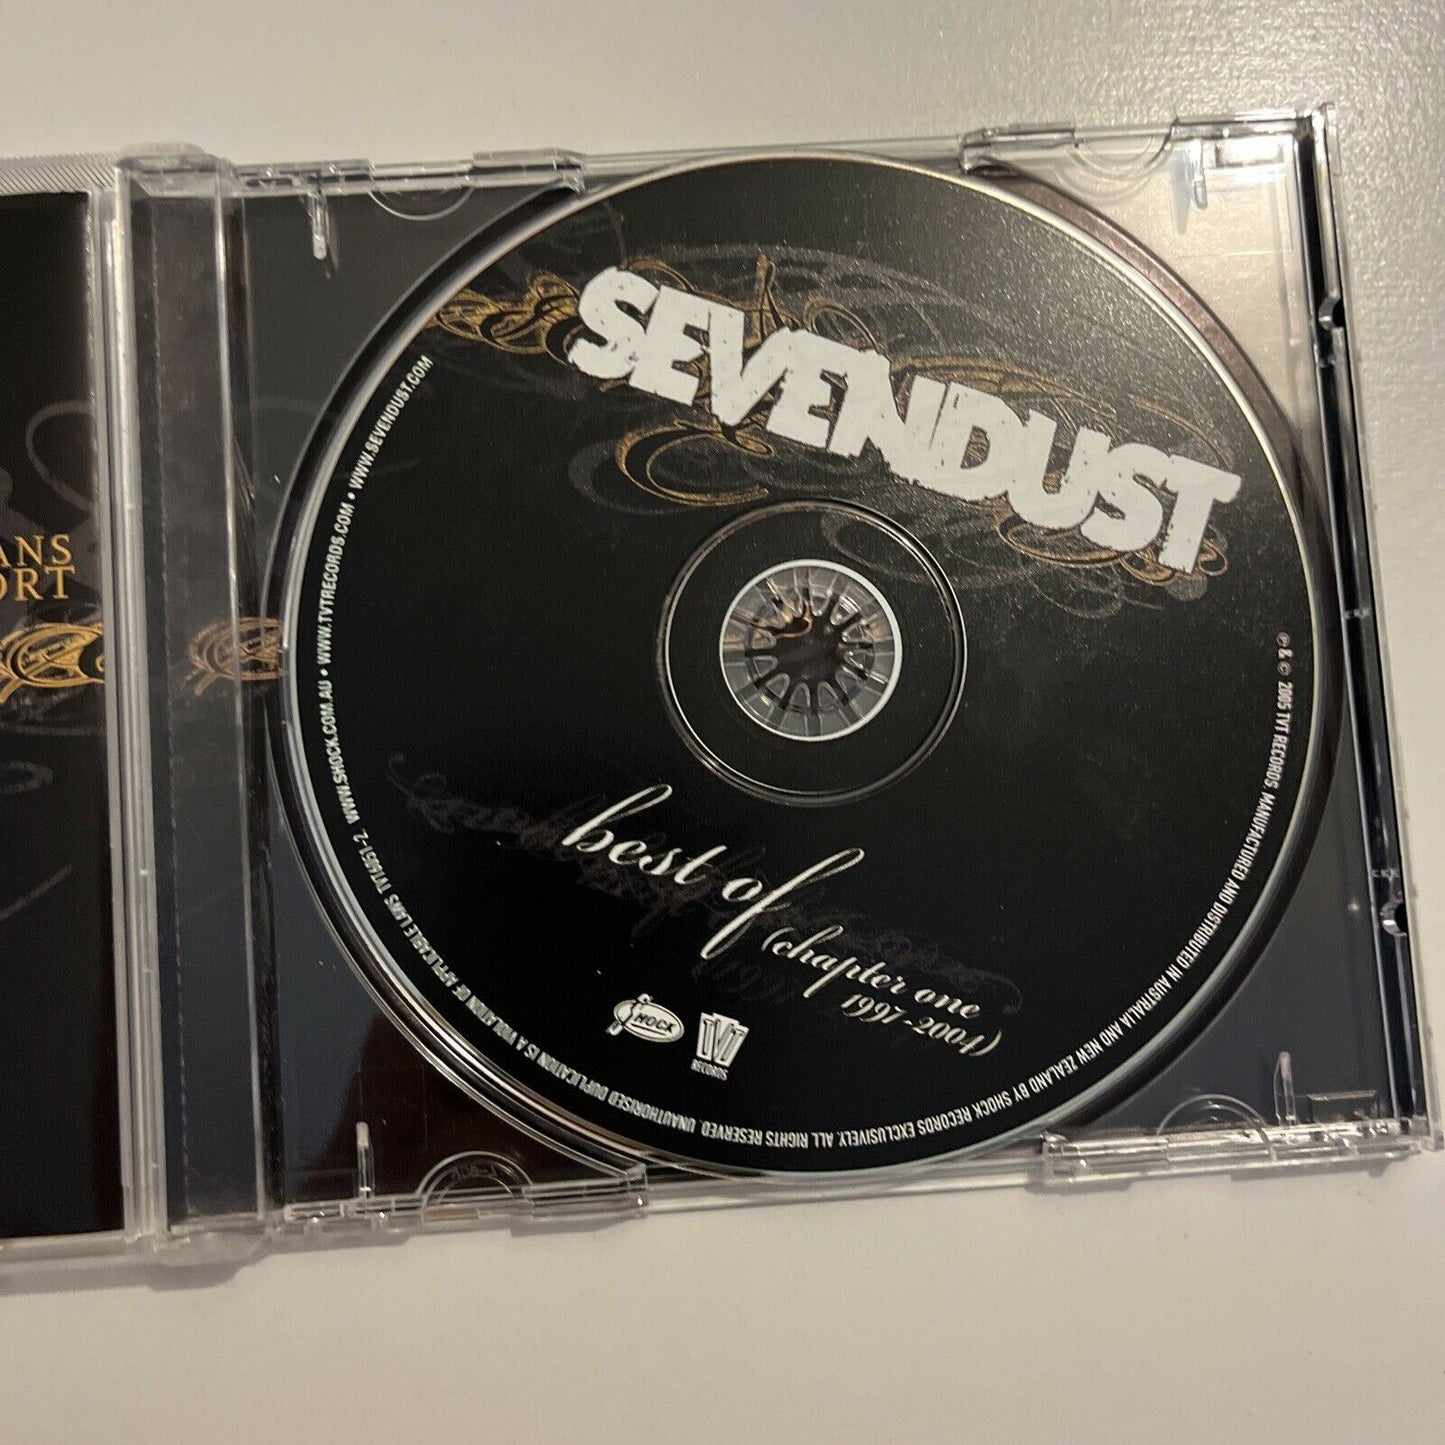 ANS
ORT
SEVENDUST
best of
(chapter one
1997-2004)
SHOCK
TVT
RECORDS
℗ & © 2005 TVT RECORDS. MANUFACTURED AND DISTRIBUTED IN AUSTRALIA AND NEW ZEALAND BY SHOCK RECORDS EXCLUSIVELY. ALL RIGHTS RESERVED. UNAUTHORISED DUPLICATION IS A VIOLATION OF APPLICABLE LAWS TVT6051-2. WWW.SHOCK.COM.AU • WWW.TVTRECORDS.COM • WWW.SEVENDUST.COM